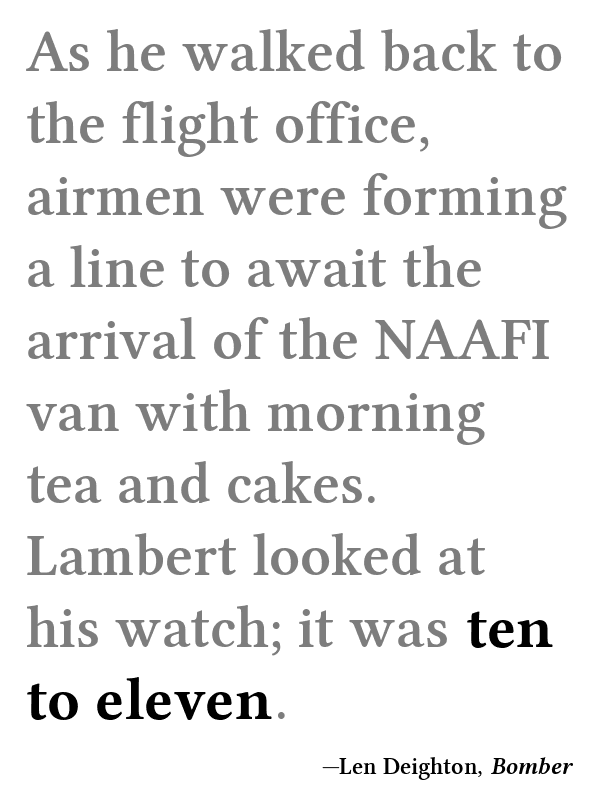 As he walked back to
the flight office,
airmen were forming
a line to await the
arrival of the NAAFI
van with morning
tea and cakes.
Lambert looked at
his watch; it was ten
to eleven.
—Len Deighton, Bomber